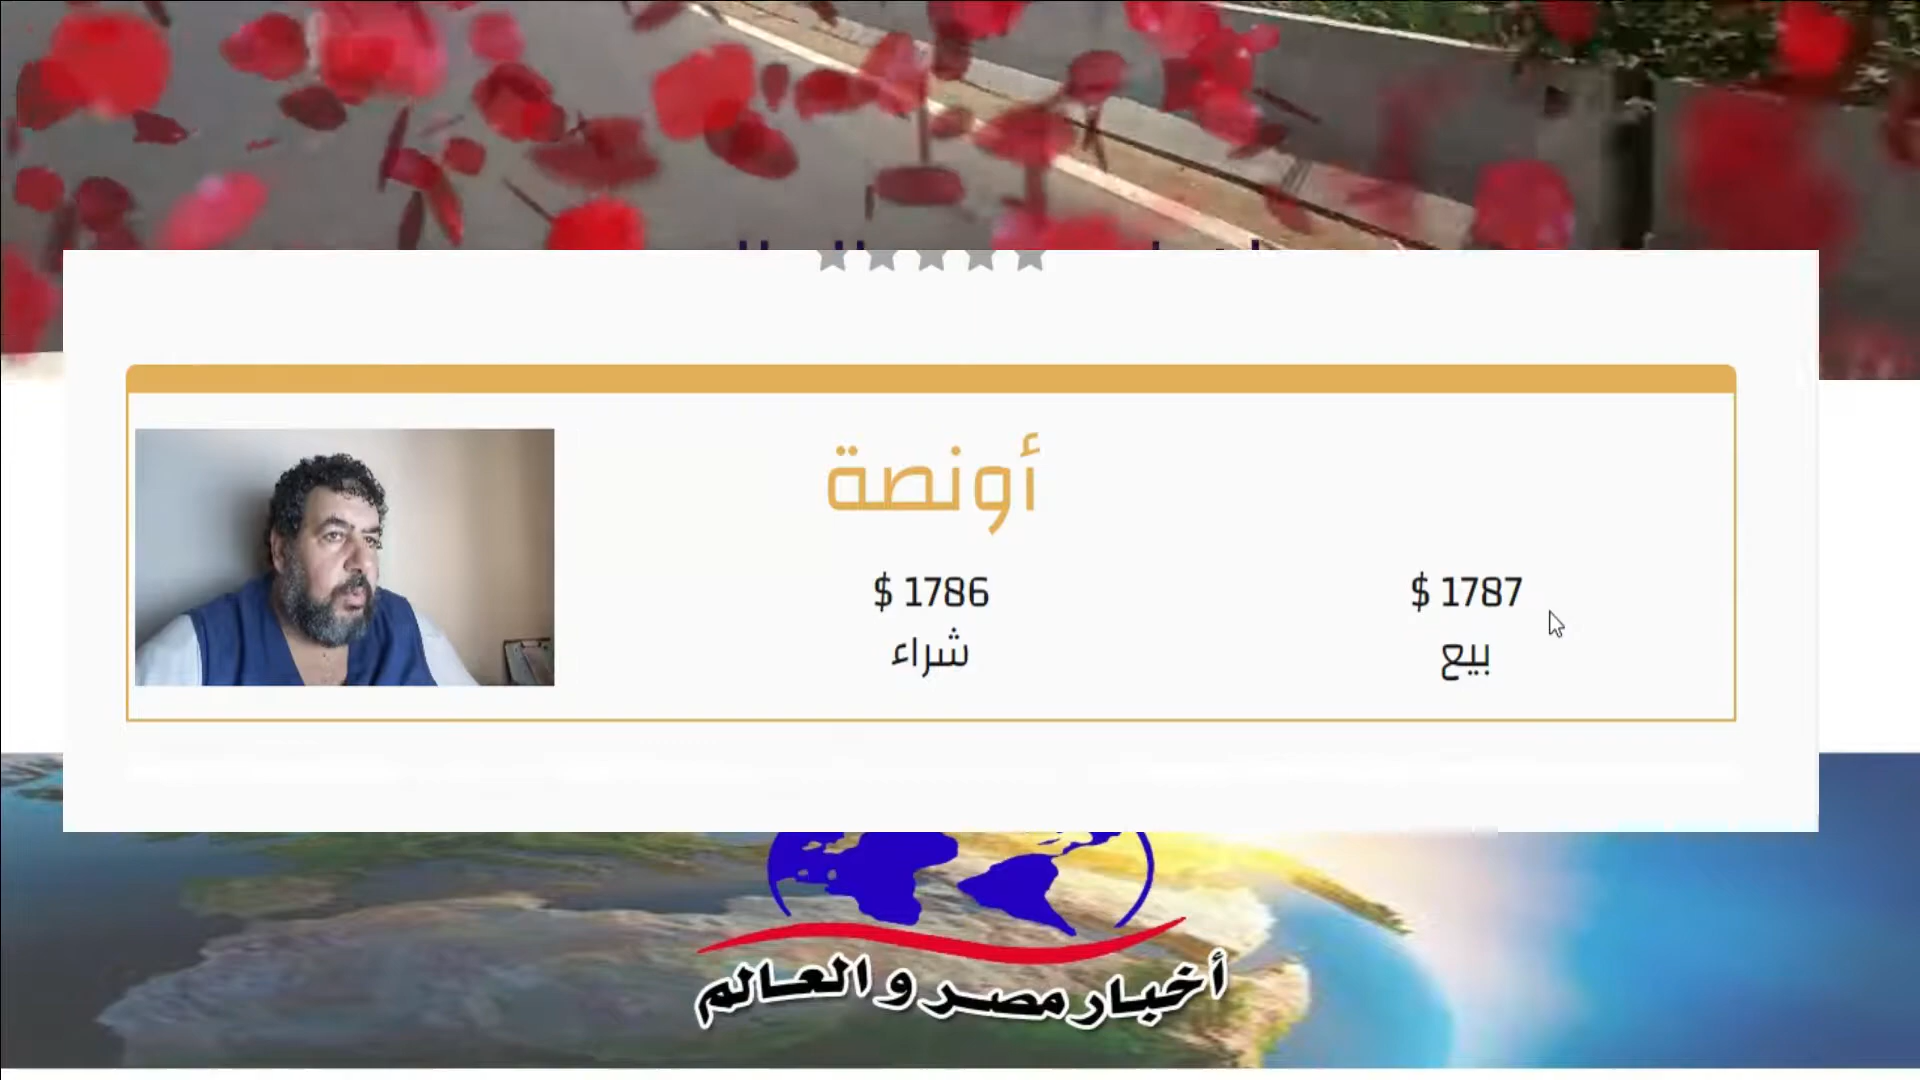 أونصة
$ 1787
$ 1786
بيع
شراء
أخبار مصر و العالم